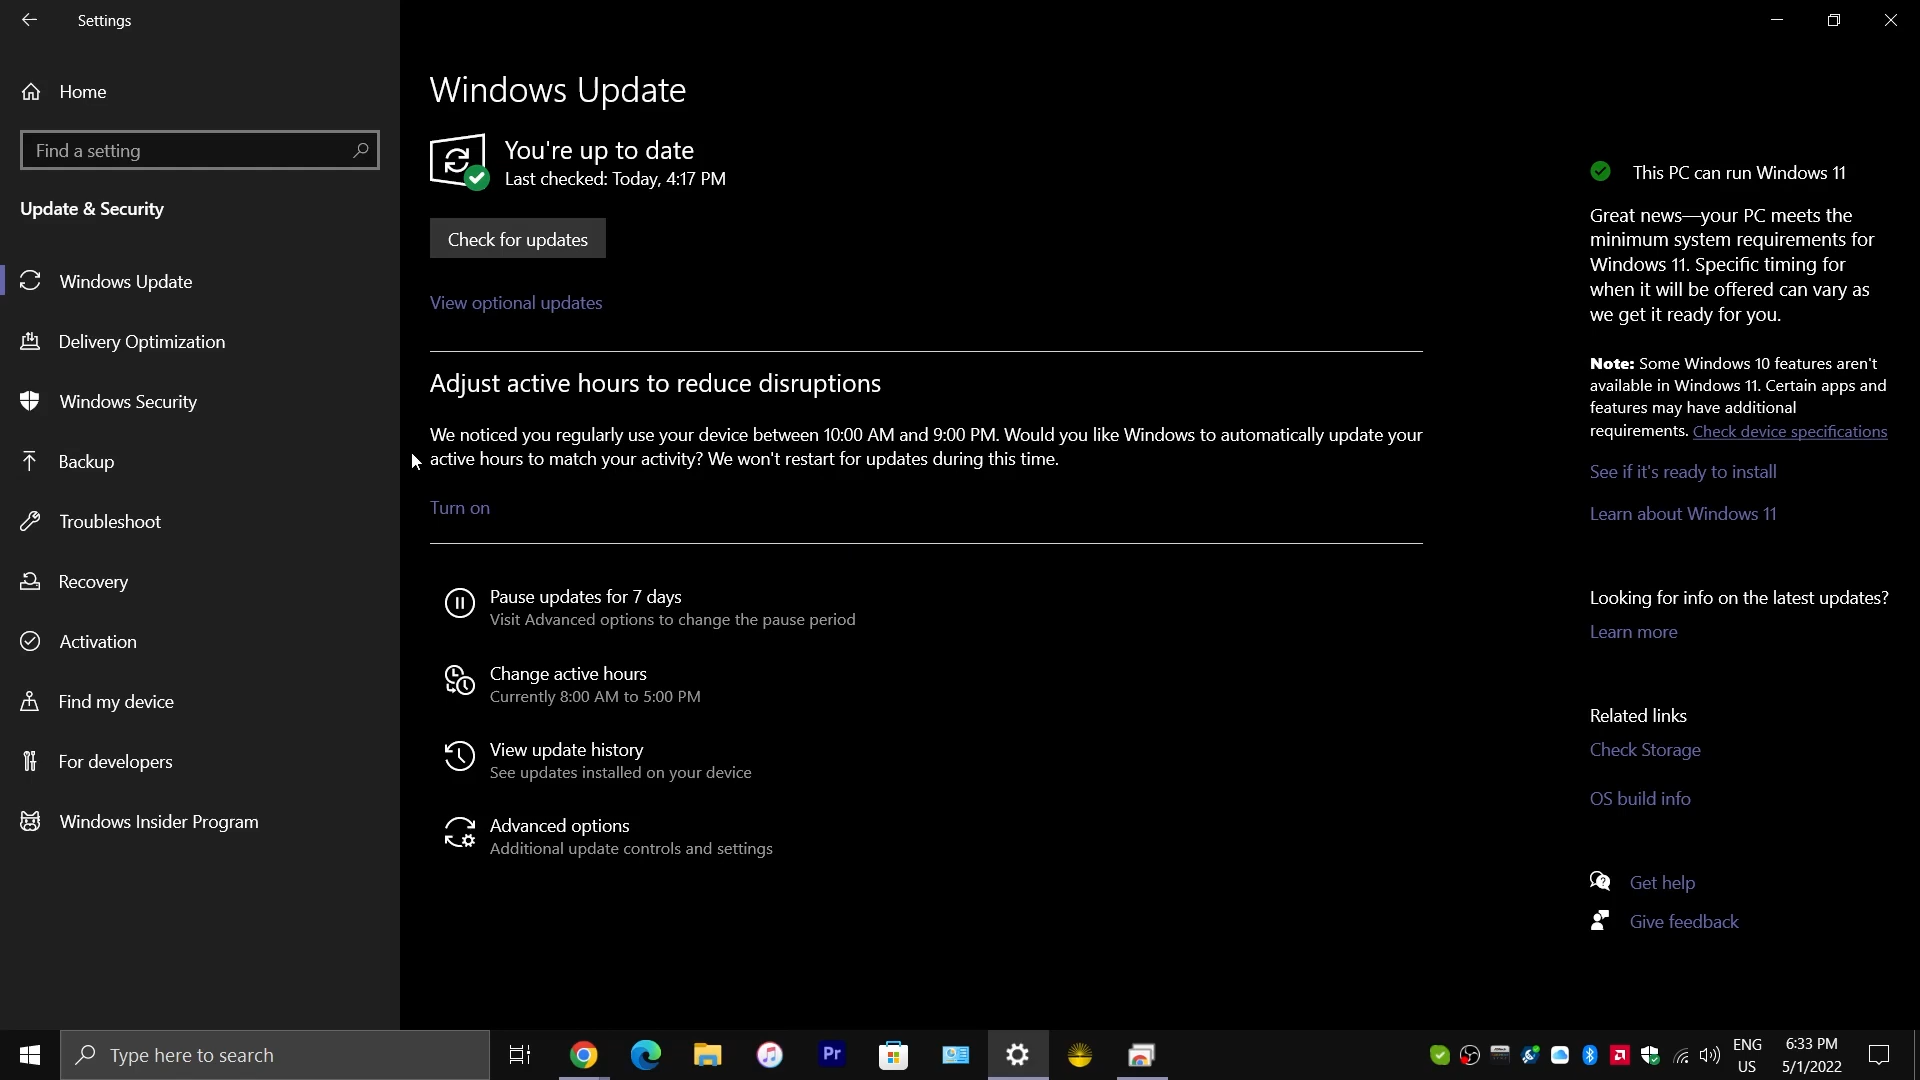 Settings
Home
Find a setting
Update & Security
Windows Update
Delivery Optimization
Windows Security
Backup
Troubleshoot
Recovery
Activation
Find my device
For developers
Windows Insider Program
Windows Update
You're up to date
Last checked: Today, 4:17 PM
Check for updates
View optional updates
Adjust active hours to reduce disruptions
We noticed you regularly use your device between 10:00 AM and 9:00 PM. Would you like Windows to automatically update your
active hours to match your activity? We won't restart for updates during this time.
Turn on
Pause updates for 7 days
Visit Advanced options to change the pause period
Change active hours
Currently 8:00 AM to 5:00 PM
View update history
See updates installed on your device
Advanced options
Additional update controls and settings
This PC can run Windows 11
Great news—your PC meets the
minimum system requirements for
Windows 11. Specific timing for
when it will be offered can vary as
we get it ready for you.
Note: Some Windows 10 features aren't
available in Windows 11. Certain apps and
features may have additional
requirements. Check device specifications
See if it's ready to install
Learn about Windows 11
Looking for info on the latest updates?
Learn more
Related links
Check Storage
OS build info
Get help
Give feedback
Type here to search
Pr
ENG
US
6:33 PM
5/1/2022